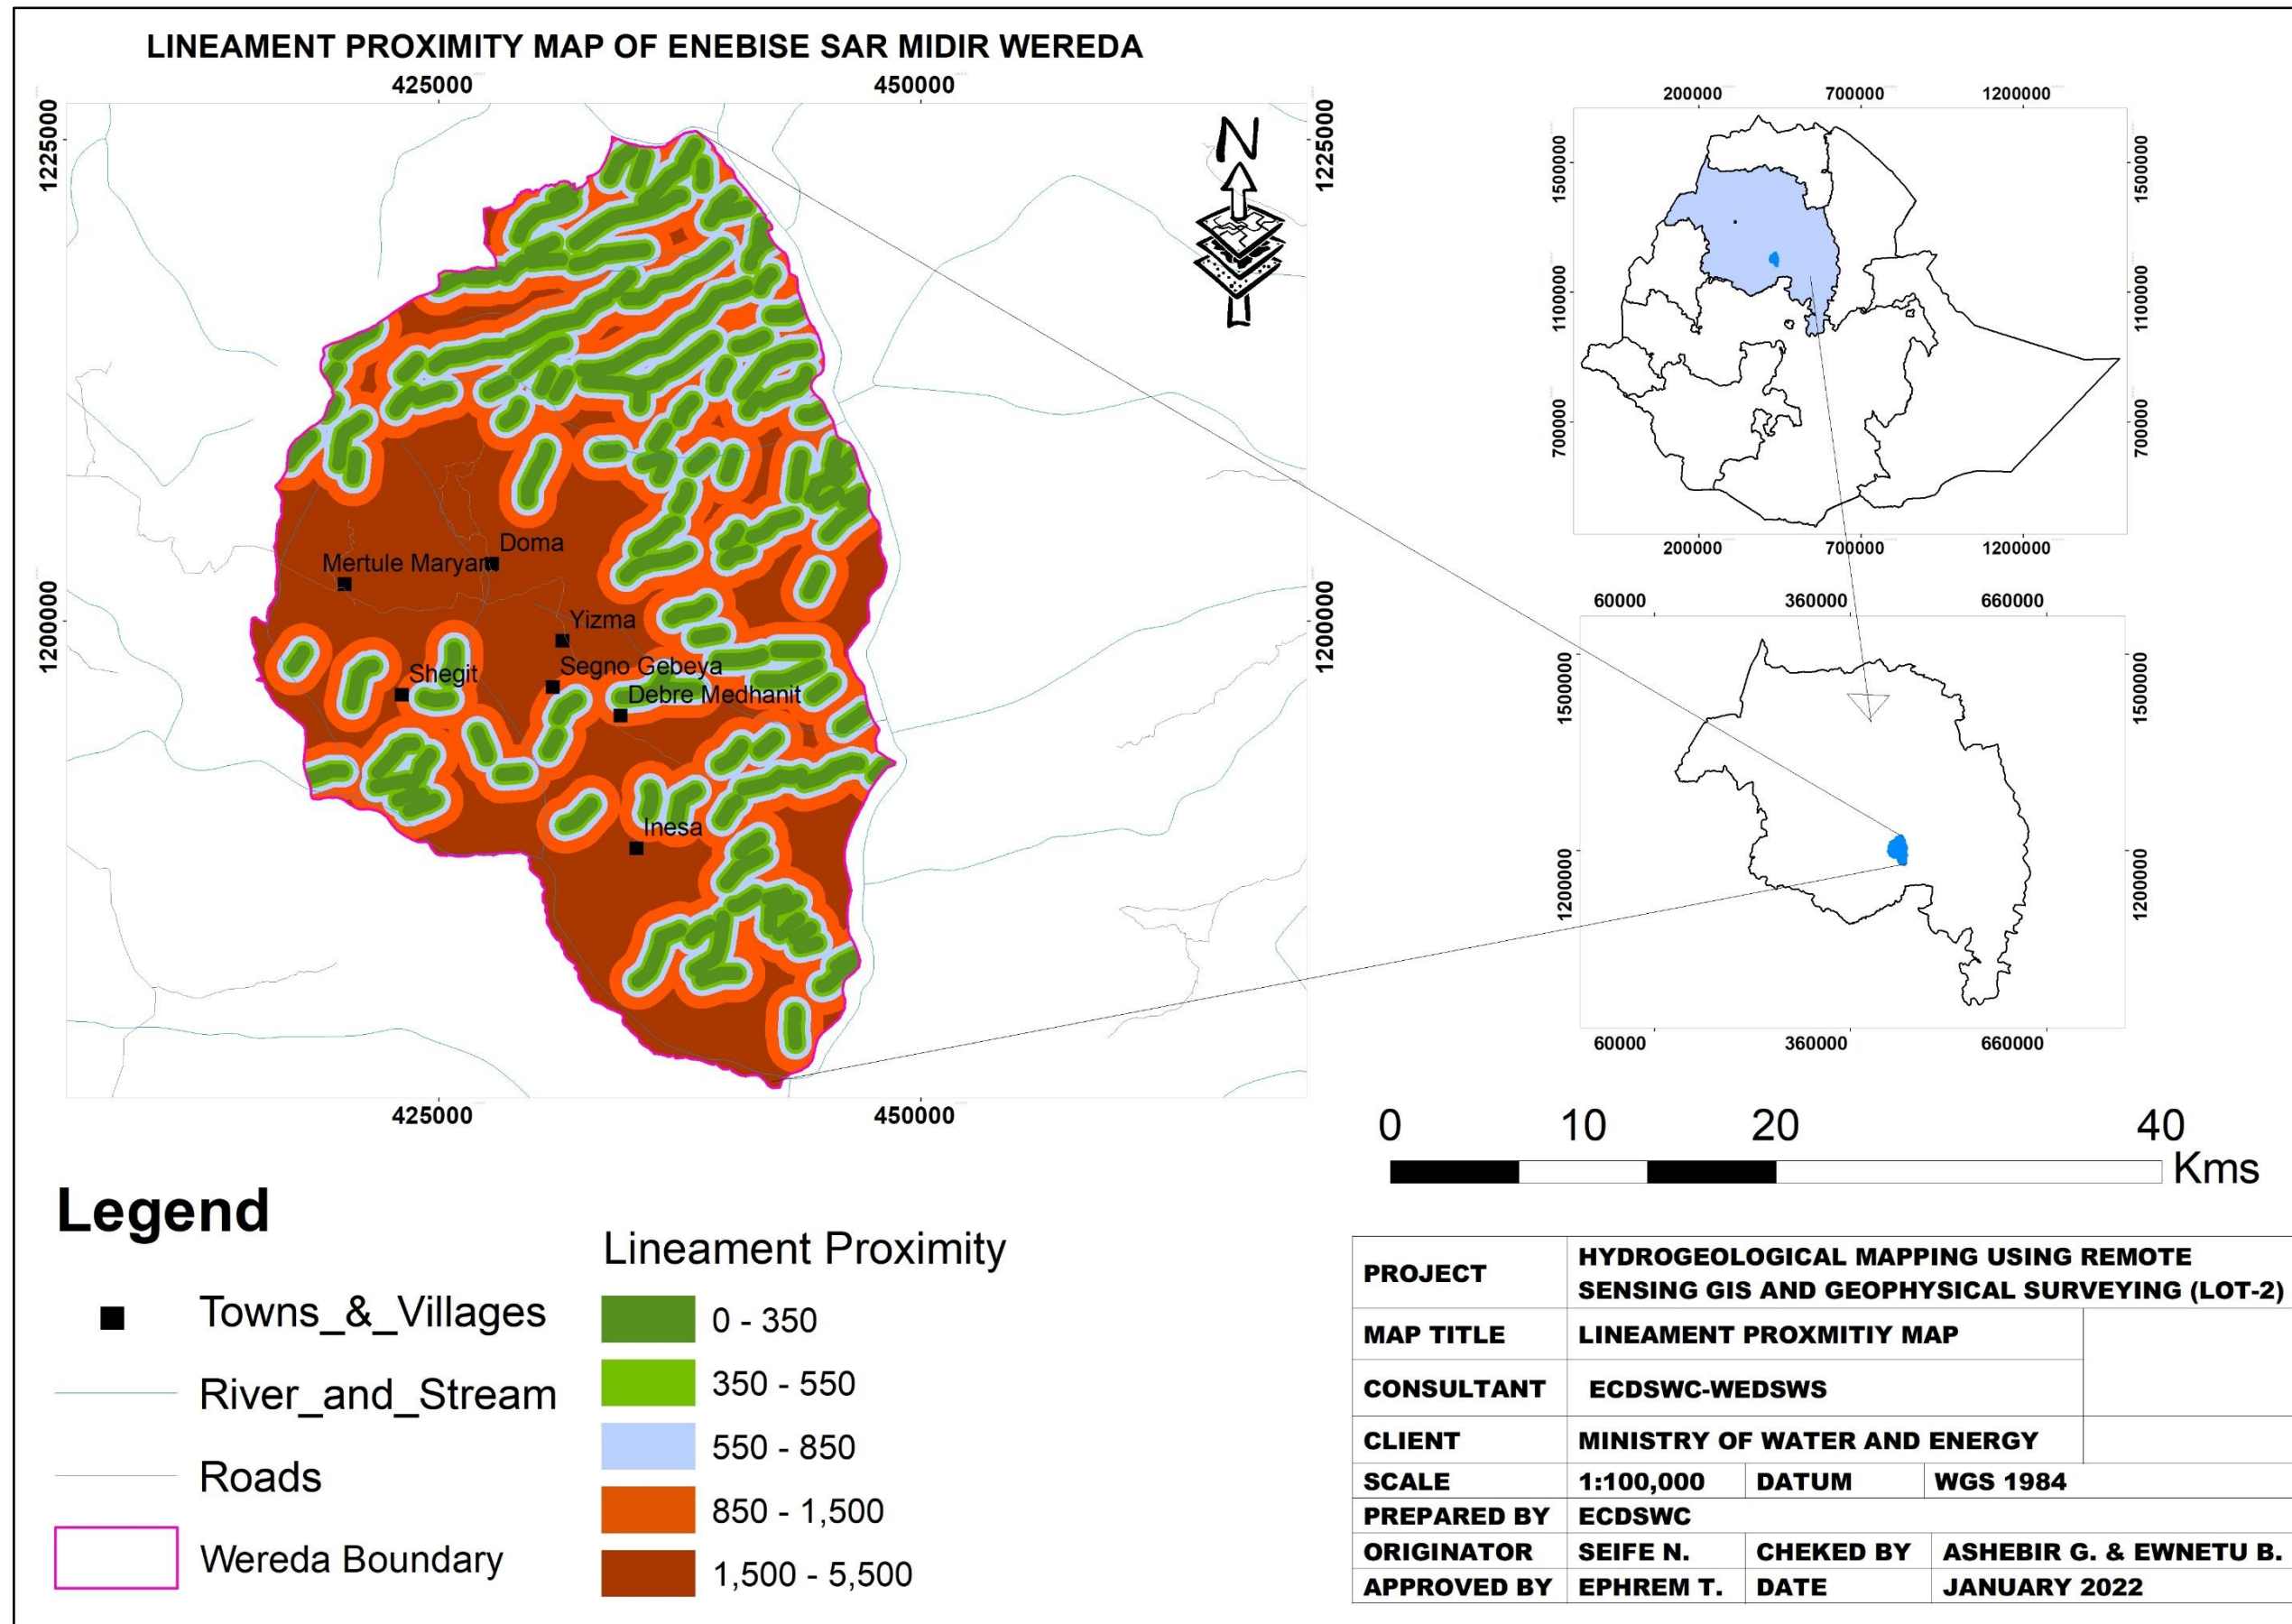 LINEAMENT PROXIMITY MAP OF ENEBISE SAR MIDIR WEREDA
425000
450000
1225000
1225000
1200000
1200000
425000
450000
N
Doma
Mertule Maryam
Yizma
Segno Gebeya
Shegit
Debre Medhanit
Inesa
200000
700000
1200000
1500000
1500000
1100000
1100000
700000
700000
200000
700000
1200000
60000
360000
660000
1500000
1500000
1200000
1200000
60000
360000
660000
0 10 20 40
Kms
Legend
Towns_&_Villages
River_and_Stream
Roads
Wereda Boundary
Lineament Proximity
0 - 350
350 - 550
550 - 850
850 - 1,500
1,500 - 5,500
PROJECT
HYDROGEOLOGICAL MAPPING USING REMOTE
SENSING GIS AND GEOPHYSICAL SURVEYING (LOT-2)
MAP TITLE LINEAMENT PROXMITIY MAP
CONSULTANT ECDSWC-WEDSWS
CLIENT MINISTRY OF WATER AND ENERGY
SCALE 1:100,000 DATUM WGS 1984
PREPARED BY ECDSWC
ORIGINATOR SEIFE N. CHEKED BY ASHEBIR G. & EWNETU B.
APPROVED BY EPHREM T. DATE JANUARY 2022